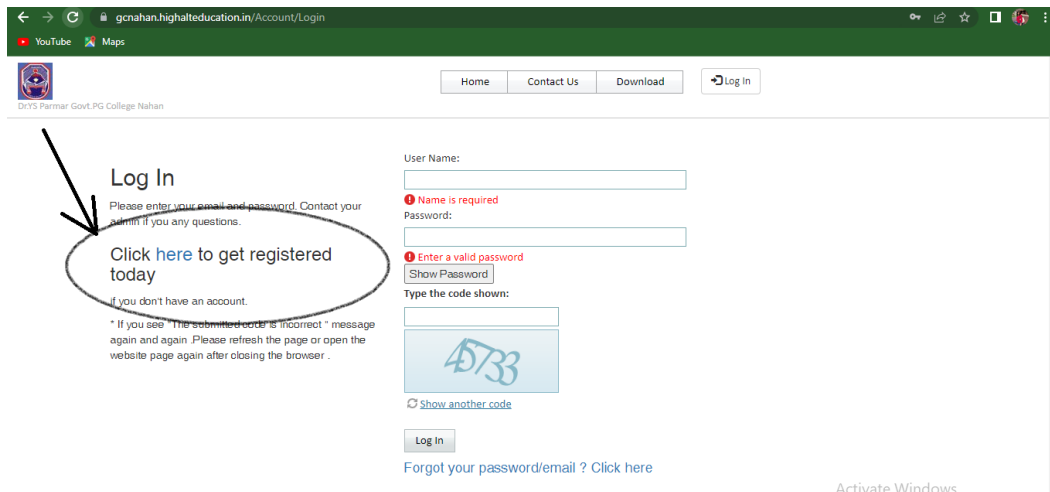 gcnahan.highalteducation.in/Account/Login
YouTube Maps
Home Contact Us Download Log In
Dr.YS Parmar Govt.PG College Nahan
Log In
Please enter your email and password. Contact your
admin if you any questions.
Click here to get registered
today
if you don't have an account.
* If you see "The submitted code is incorrect " message
again and again .Please refresh the page or open the
website page again after closing the browser .
User Name:
Name is required
Password:
Enter a valid password
Show Password
Type the code shown:
45733
Show another code
Log In
Forgot your password/email ? Click here
Activate Windows